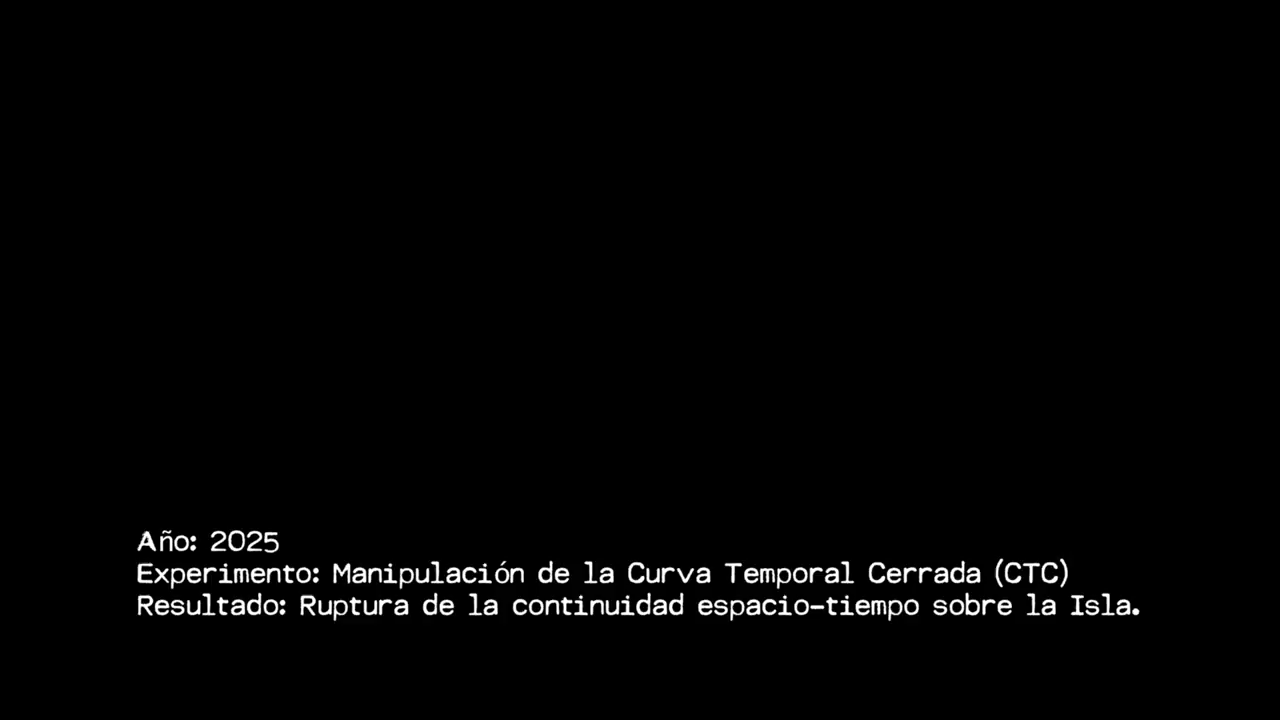 Año: 2025
Experimento: Manipulación de la Curva Temporal Cerrada (CTC)
Resultado: Ruptura de la continuidad espacio-tiempo sobre la Isla.